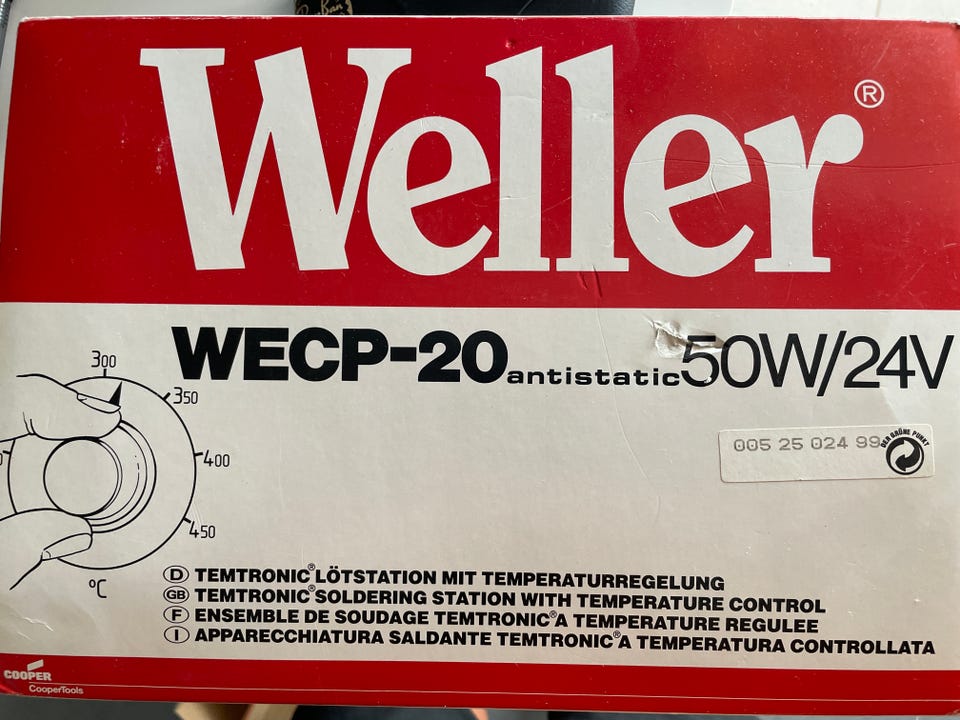 Weller®
WECP-20 antistatic 50W/24V
300
350
400
450
°C
005 25 024 99
DER GRÜNE PUNKT
D TEMTRONIC® LÖTSTATION MIT TEMPERATURREGELUNG
GB TEMTRONIC® SOLDERING STATION WITH TEMPERATURE CONTROL
F ENSEMBLE DE SOUDAGE TEMTRONIC® A TEMPERATURE REGULEE
I APPARECCHIATURA SALDANTE TEMTRONIC® A TEMPERATURA CONTROLLATA
COOPER
CooperTools